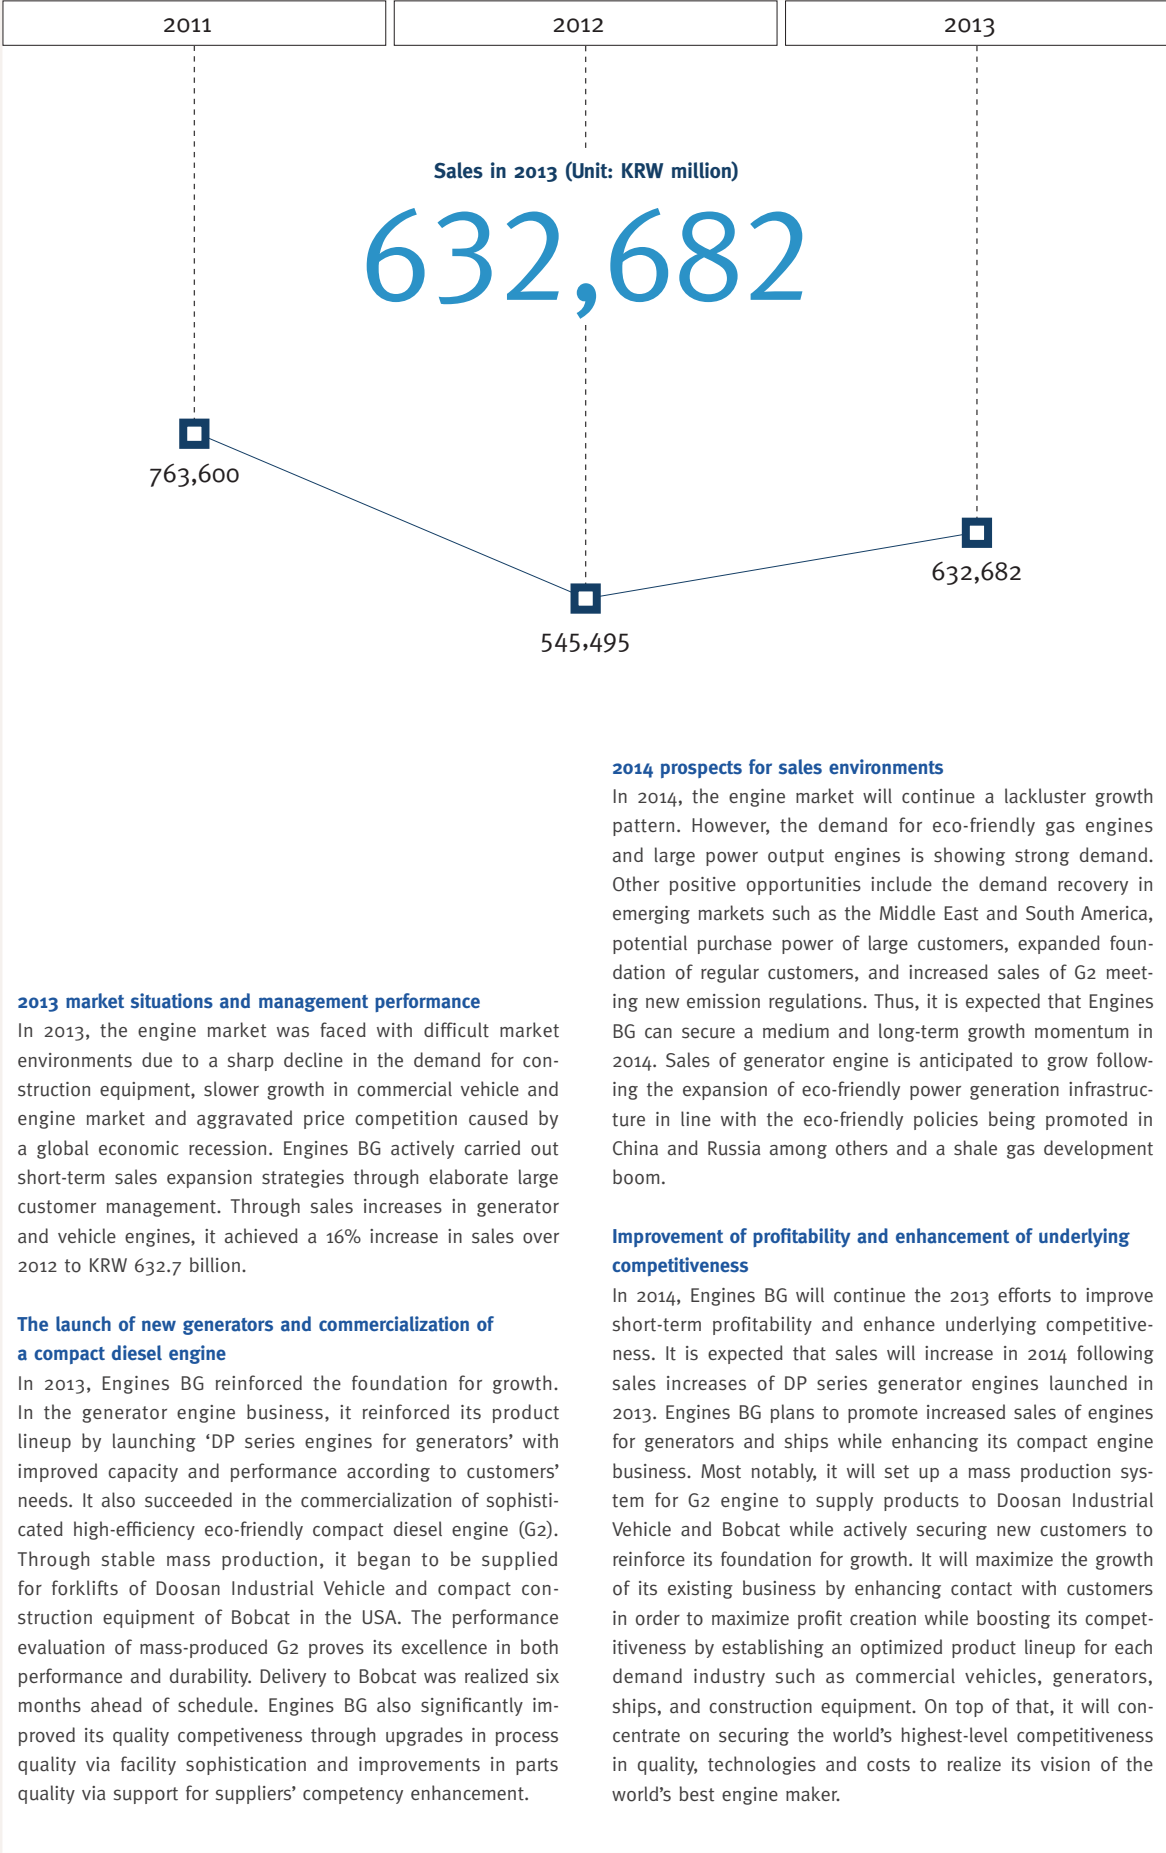 2011
2012
2013
Sales in 2013 (Unit: KRW million)
632,682
763,600
545,495
632,682
2013 market situations and management performance
In 2013, the engine market was faced with difficult market
environments due to a sharp decline in the demand for con-
struction equipment, slower growth in commercial vehicle and
engine market and aggravated price competition caused by
a global economic recession. Engines BG actively carried out
short-term sales expansion strategies through elaborate large
customer management. Through sales increases in generator
and vehicle engines, it achieved a 16% increase in sales over
2012 to KRW 632.7 billion.
The launch of new generators and commercialization of
a compact diesel engine
In 2013, Engines BG reinforced the foundation for growth.
In the generator engine business, it reinforced its product
lineup by launching ‘DP series engines for generators’ with
improved capacity and performance according to customers’
needs. It also succeeded in the commercialization of sophisti-
cated high-efficiency eco-friendly compact diesel engine (G2).
Through stable mass production, it began to be supplied
for forklifts of Doosan Industrial Vehicle and compact con-
struction equipment of Bobcat in the USA. The performance
evaluation of mass-produced G2 proves its excellence in both
performance and durability. Delivery to Bobcat was realized six
months ahead of schedule. Engines BG also significantly im-
proved its quality competiveness through upgrades in process
quality via facility sophistication and improvements in parts
quality via support for suppliers’ competency enhancement.
2014 prospects for sales environments
In 2014, the engine market will continue a lackluster growth
pattern. However, the demand for eco-friendly gas engines
and large power output engines is showing strong demand.
Other positive opportunities include the demand recovery in
emerging markets such as the Middle East and South America,
potential purchase power of large customers, expanded foun-
dation of regular customers, and increased sales of G2 meet-
ing new emission regulations. Thus, it is expected that Engines
BG can secure a medium and long-term growth momentum in
2014. Sales of generator engine is anticipated to grow follow-
ing the expansion of eco-friendly power generation infrastruc-
ture in line with the eco-friendly policies being promoted in
China and Russia among others and a shale gas development
boom.
Improvement of profitability and enhancement of underlying
competitiveness
In 2014, Engines BG will continue the 2013 efforts to improve
short-term profitability and enhance underlying competitive-
ness. It is expected that sales will increase in 2014 following
sales increases of DP series generator engines launched in
2013. Engines BG plans to promote increased sales of engines
for generators and ships while enhancing its compact engine
business. Most notably, it will set up a mass production sys-
tem for G2 engine to supply products to Doosan Industrial
Vehicle and Bobcat while actively securing new customers to
reinforce its foundation for growth. It will maximize the growth
of its existing business by enhancing contact with customers
in order to maximize profit creation while boosting its compet-
itiveness by establishing an optimized product lineup for each
demand industry such as commercial vehicles, generators,
ships, and construction equipment. On top of that, it will con-
centrate on securing the world’s highest-level competitiveness
in quality, technologies and costs to realize its vision of the
world’s best engine maker.